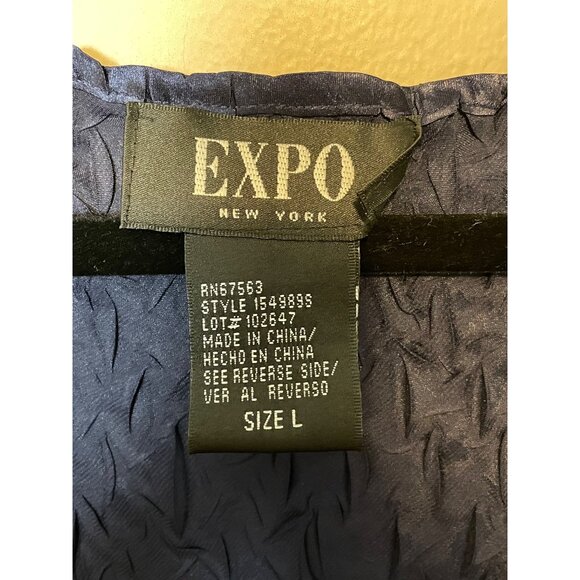 EXPO
NEW YORK
RN67563
STYLE 154989S
LOT# 102647
MADE IN CHINA/
HECHO EN CHINA
SEE REVERSE SIDE/
VER AL REVERSO
SIZE L